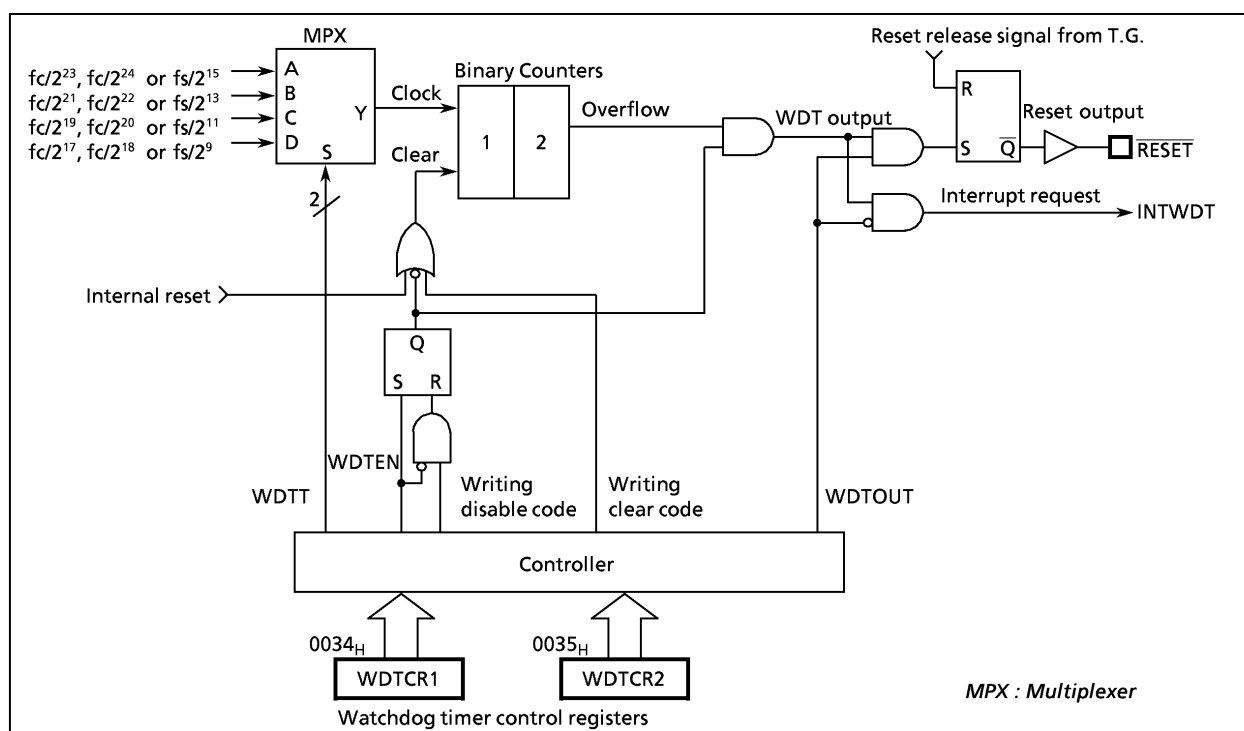 MPX
Reset release signal from T.G.
fc/2²³, fc/2²⁴ or fs/2¹⁵
fc/2²¹, fc/2²² or fs/2¹³
fc/2¹⁹, fc/2²⁰ or fs/2¹¹
fc/2¹⁷, fc/2¹⁸ or fs/2⁹
A
B
C
D
Y
S
Clock
Clear
Binary Counters
1
2
Overflow
WDT output
R
S
Q̅
Reset output
R̅E̅S̅E̅T̅
Interrupt request
INTWDT
2
Internal reset
Q
S
R
WDTEN
WDTT
Writing
disable code
Writing
clear code
WDTOUT
Controller
0034H
0035H
WDTCR1
WDTCR2
Watchdog timer control registers
MPX : Multiplexer